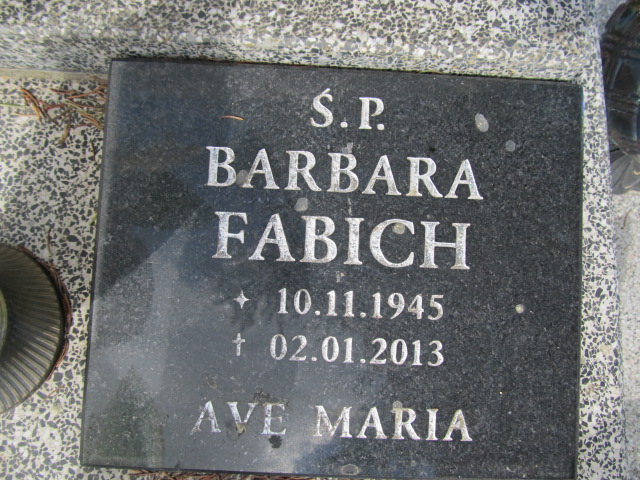 Ś.P.
BARBARA
FABICH
✦ 10.11.1945
† 02.01.2013
AVE MARIA